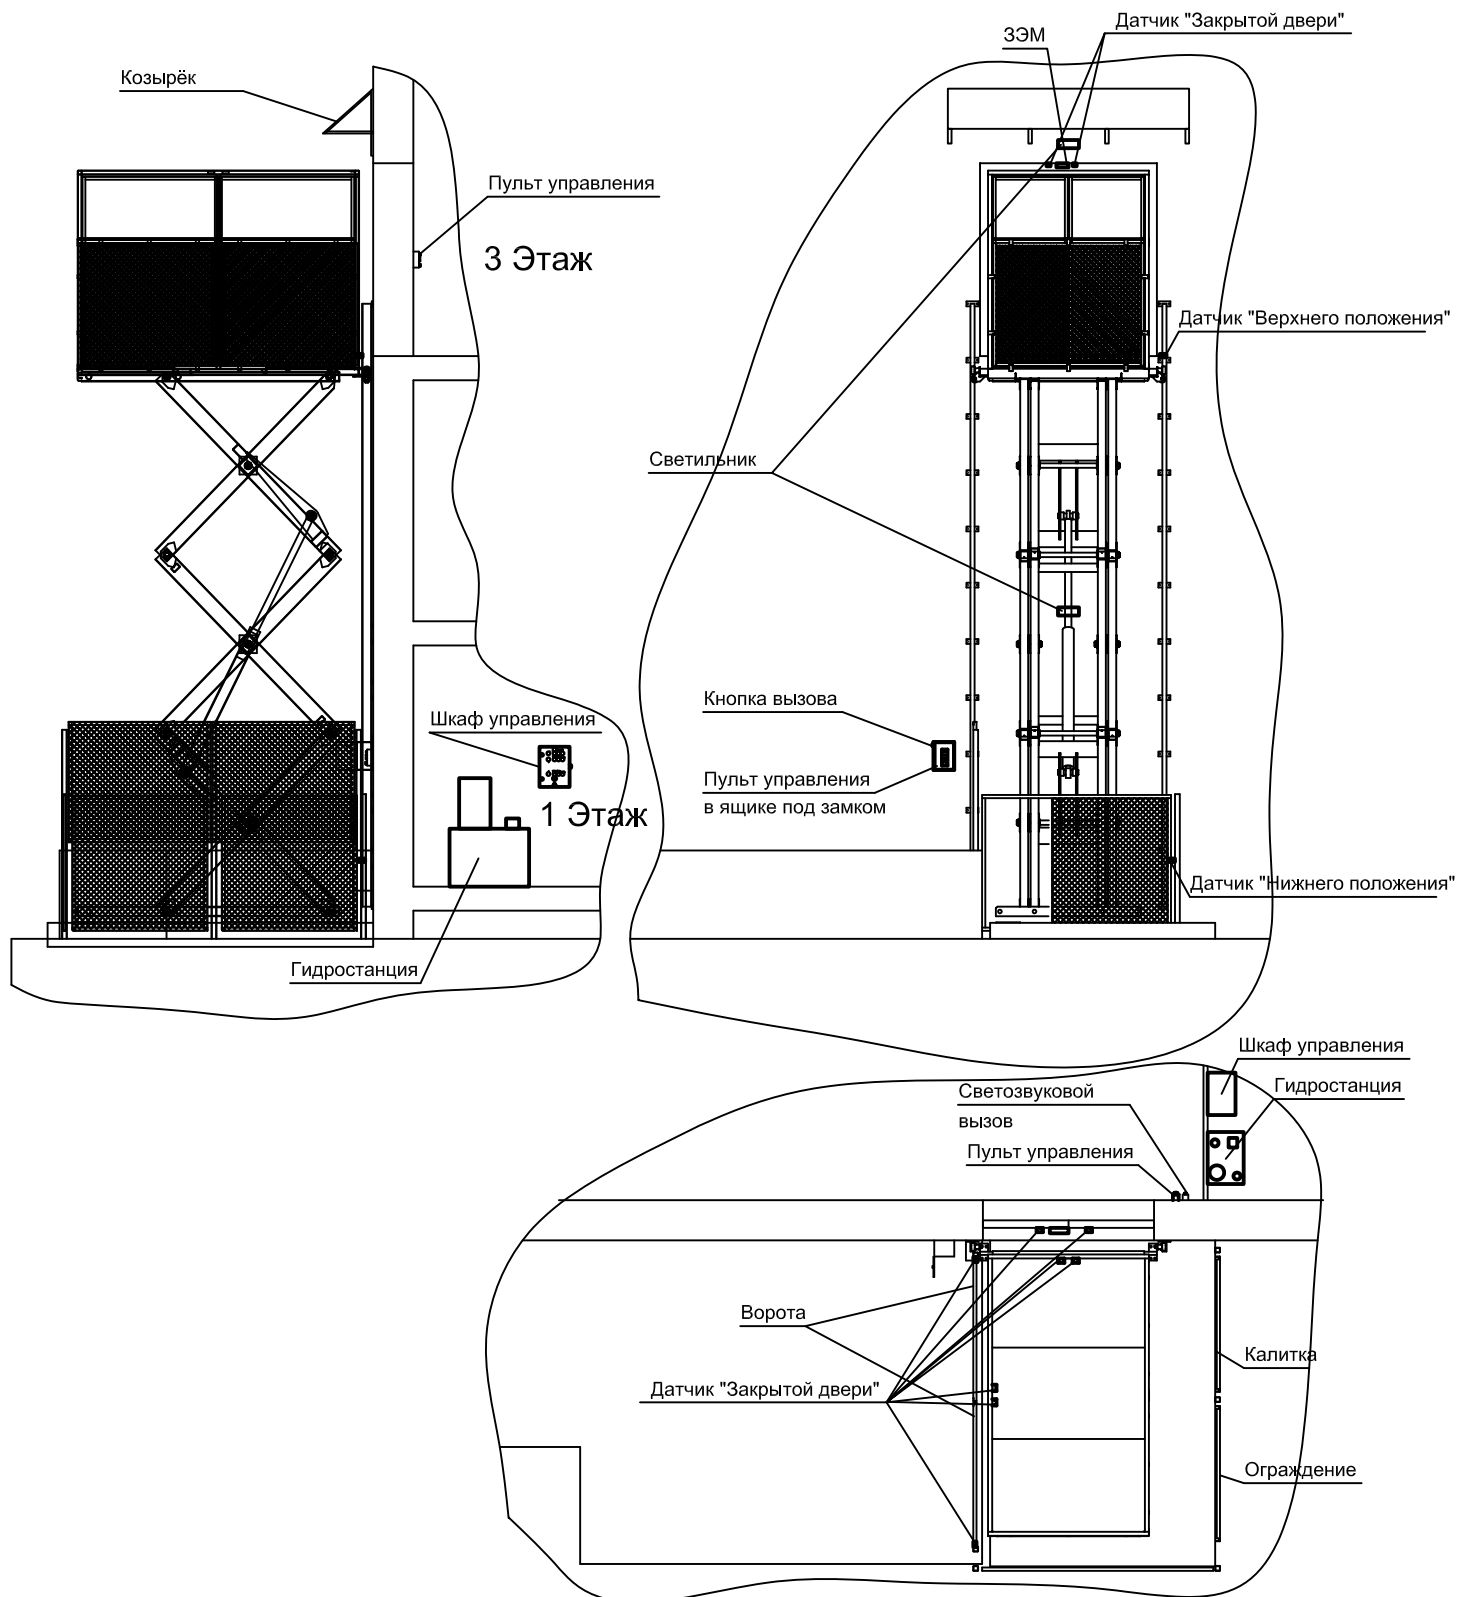 Датчик "Закрытой двери"
ЗЭМ
Козырёк
Пульт управления
3 Этаж
Датчик "Верхнего положения"
Светильник
Кнопка вызова
Шкаф управления
Пульт управления
в ящике под замком
1 Этаж
Датчик "Нижнего положения"
Гидростанция
Шкаф управления
Гидростанция
Светозвуковой
вызов
Пульт управления
Ворота
Калитка
Датчик "Закрытой двери"
Ограждение